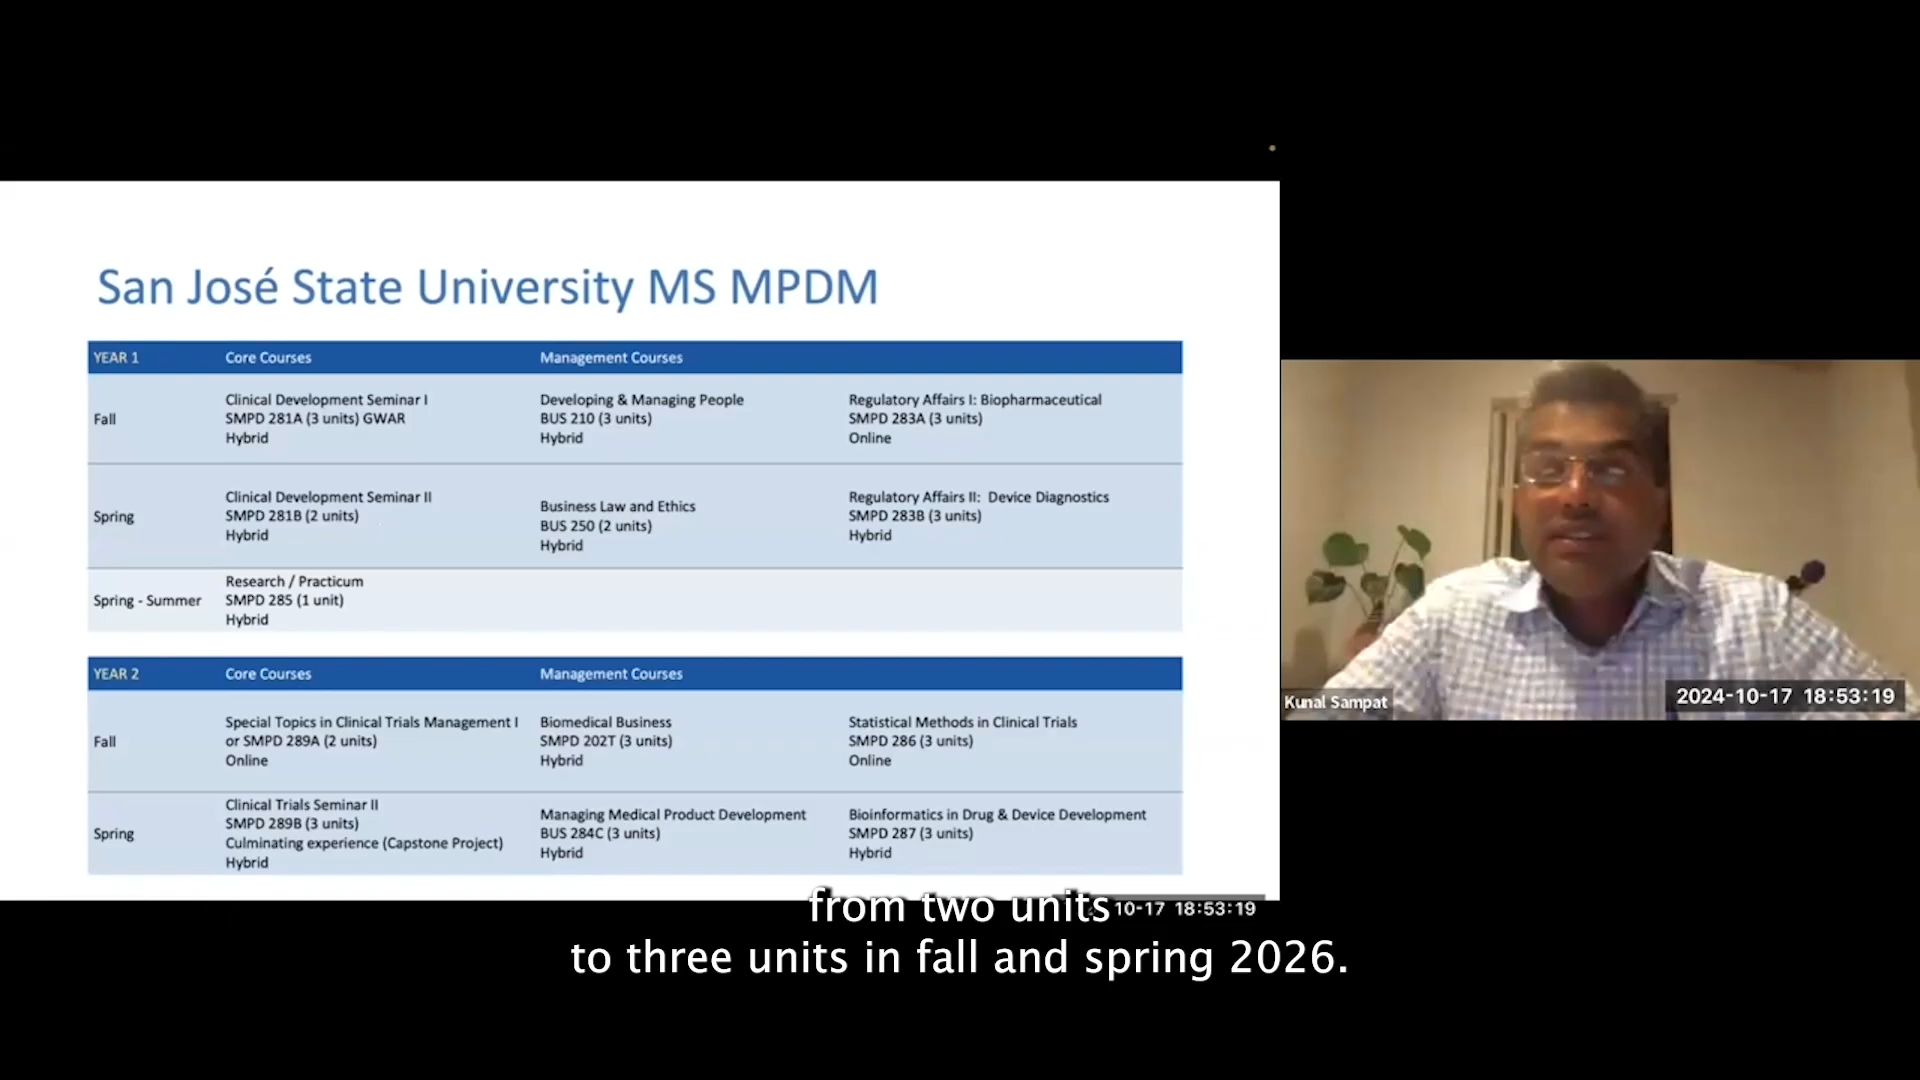 San José State University MS MPDM
YEAR 1 Core Courses Management Courses
Fall
Clinical Development Seminar I
SMPD 281A (3 units) GWAR
Hybrid
Developing & Managing People
BUS 210 (3 units)
Hybrid
Regulatory Affairs I: Biopharmaceutical
SMPD 283A (3 units)
Online
Spring
Clinical Development Seminar II
SMPD 281B (2 units)
Hybrid
Business Law and Ethics
BUS 250 (2 units)
Hybrid
Regulatory Affairs II: Device Diagnostics
SMPD 283B (3 units)
Hybrid
Spring - Summer
Research / Practicum
SMPD 285 (1 unit)
Hybrid
YEAR 2 Core Courses Management Courses
Fall
Special Topics in Clinical Trials Management I
or SMPD 289A (2 units)
Online
Biomedical Business
SMPD 202T (3 units)
Hybrid
Statistical Methods in Clinical Trials
SMPD 286 (3 units)
Online
Spring
Clinical Trials Seminar II
SMPD 289B (3 units)
Culminating experience (Capstone Project)
Hybrid
Managing Medical Product Development
BUS 284C (3 units)
Hybrid
Bioinformatics in Drug & Device Development
SMPD 287 (3 units)
Hybrid
Kunal Sampat
2024-10-17 18:53:19
10-17 18:53:19
from two units
to three units in fall and spring 2026.